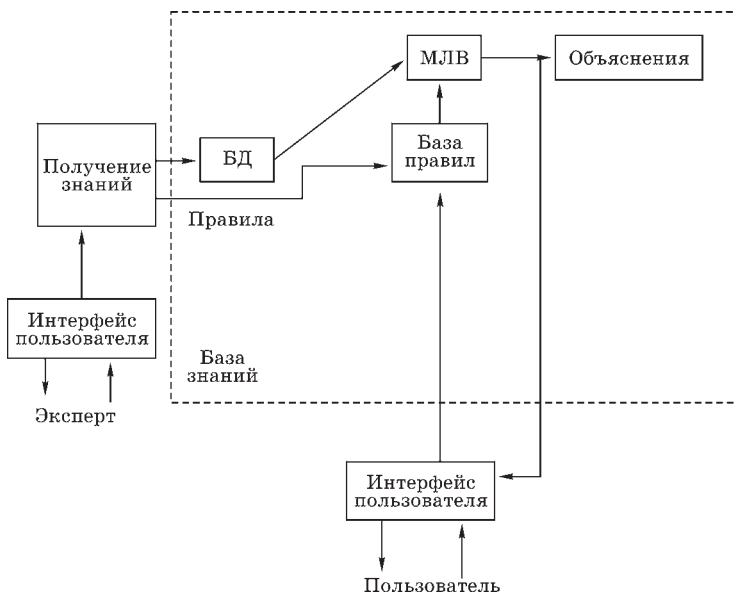 МЛВ
Объяснения
База
правил
БД
Получение
знаний
Правила
Интерфейс
пользователя
База
знаний
Эксперт
Интерфейс
пользователя
Пользователь